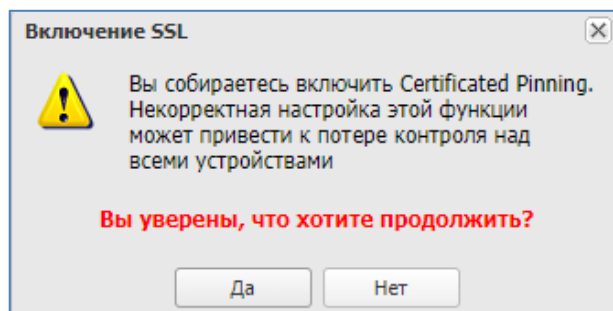 Включение SSL
Вы собираетесь включить Certificated Pinning.
Некорректная настройка этой функции
может привести к потере контроля над
всеми устройствами
Вы уверены, что хотите продолжить?
Да
Нет